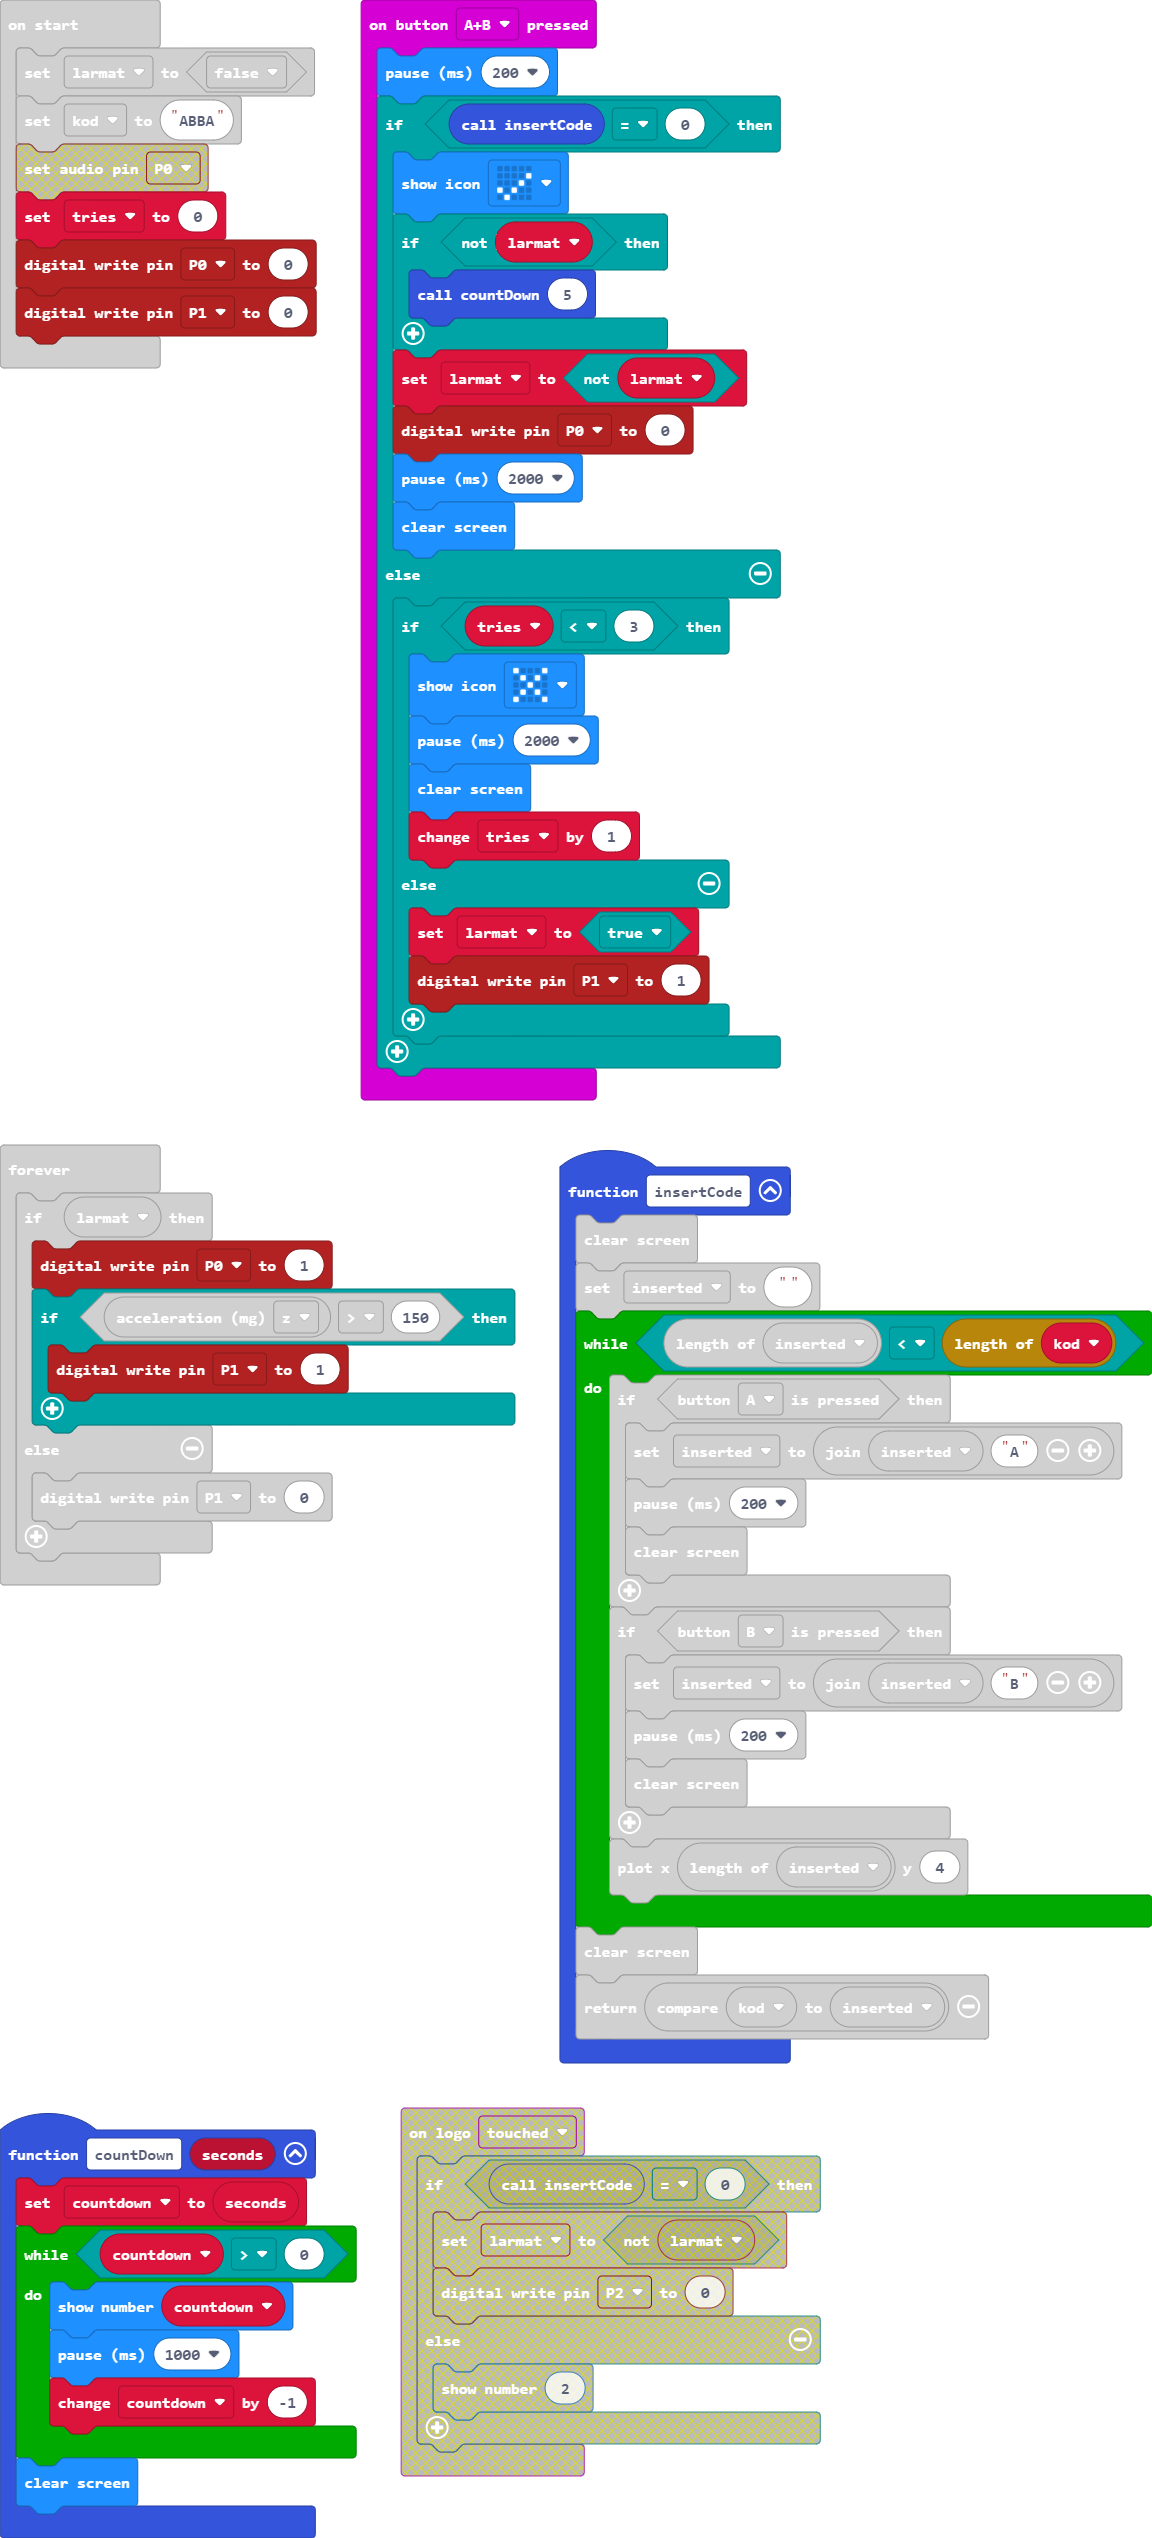 on start
set larmat to false
set kod to "ABBA"
set audio pin P0
set tries to 0
digital write pin P0 to 0
digital write pin P1 to 0
on button A+B pressed
pause (ms) 200
if call insertCode = 0 then
show icon
if not larmat then
call countDown 5
set larmat to not larmat
digital write pin P0 to 0
pause (ms) 2000
clear screen
else
if tries < 3 then
show icon
pause (ms) 2000
clear screen
change tries by 1
else
set larmat to true
digital write pin P1 to 1
forever
if larmat then
digital write pin P0 to 1
if acceleration (mg) z > 150 then
digital write pin P1 to 1
else
digital write pin P1 to 0
function insertCode
clear screen
set inserted to ""
while length of inserted < length of kod
do
if button A is pressed then
set inserted to join inserted "A"
pause (ms) 200
clear screen
if button B is pressed then
set inserted to join inserted "B"
pause (ms) 200
clear screen
plot x length of inserted y 4
clear screen
return compare kod to inserted
function countDown seconds
set countdown to seconds
while countdown > 0
do
show number countdown
pause (ms) 1000
change countdown by -1
clear screen
on logo touched
if call insertCode = 0 then
set larmat to not larmat
digital write pin P2 to 0
else
show number 2